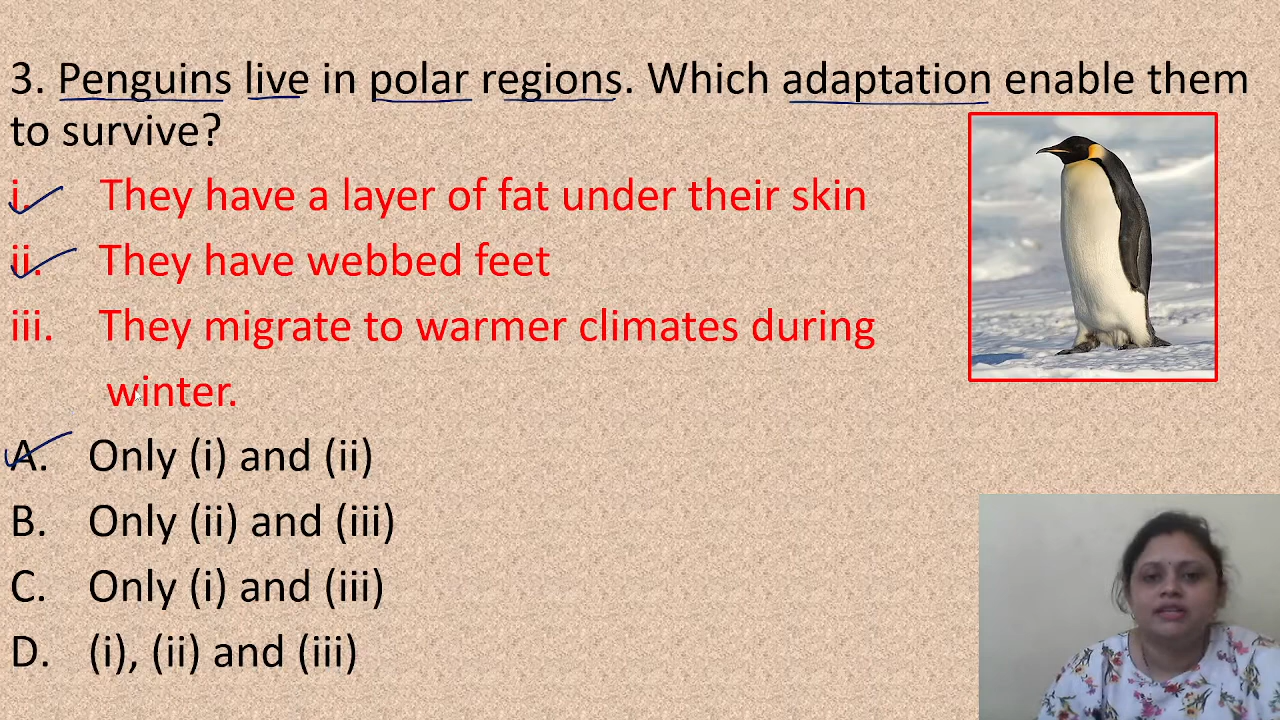 3. Penguins live in polar regions. Which adaptation enable them
to survive?
i. They have a layer of fat under their skin
ii. They have webbed feet
iii. They migrate to warmer climates during
winter.
A. Only (i) and (ii)
B. Only (ii) and (iii)
C. Only (i) and (iii)
D. (i), (ii) and (iii)